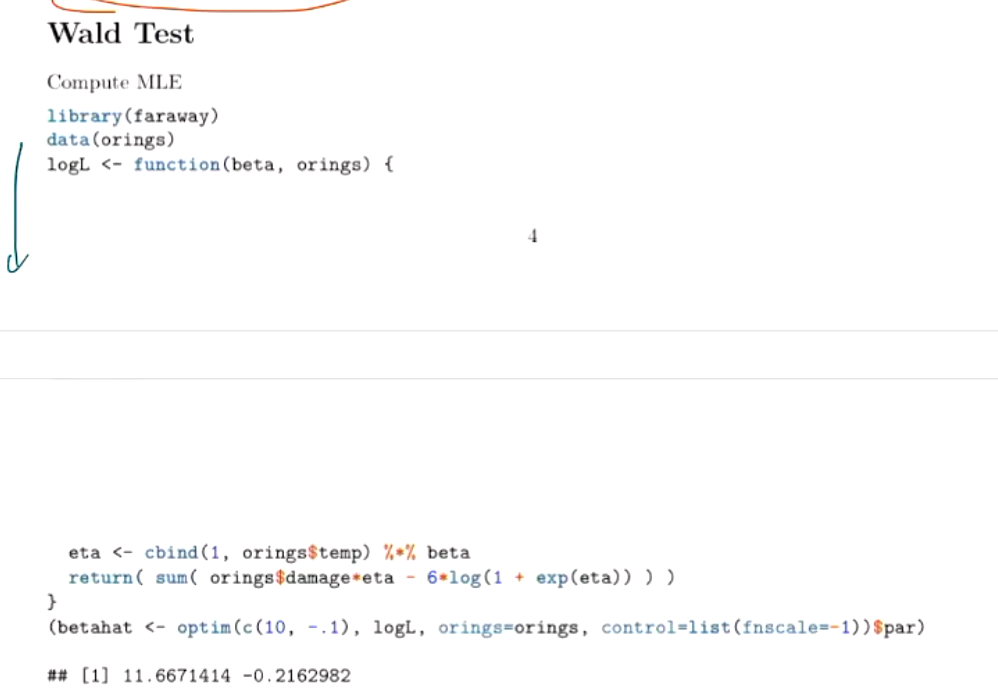 Wald Test
Compute MLE
library(faraway)
data(orings)
logL <- function(beta, orings) {
4
eta <- cbind(1, orings$temp) %*% beta
return( sum( orings$damage*eta - 6*log(1 + exp(eta)) ) )
}
(betahat <- optim(c(10, -.1), logL, orings=orings, control=list(fnscale=-1))$par)
## [1] 11.6671414 -0.2162982